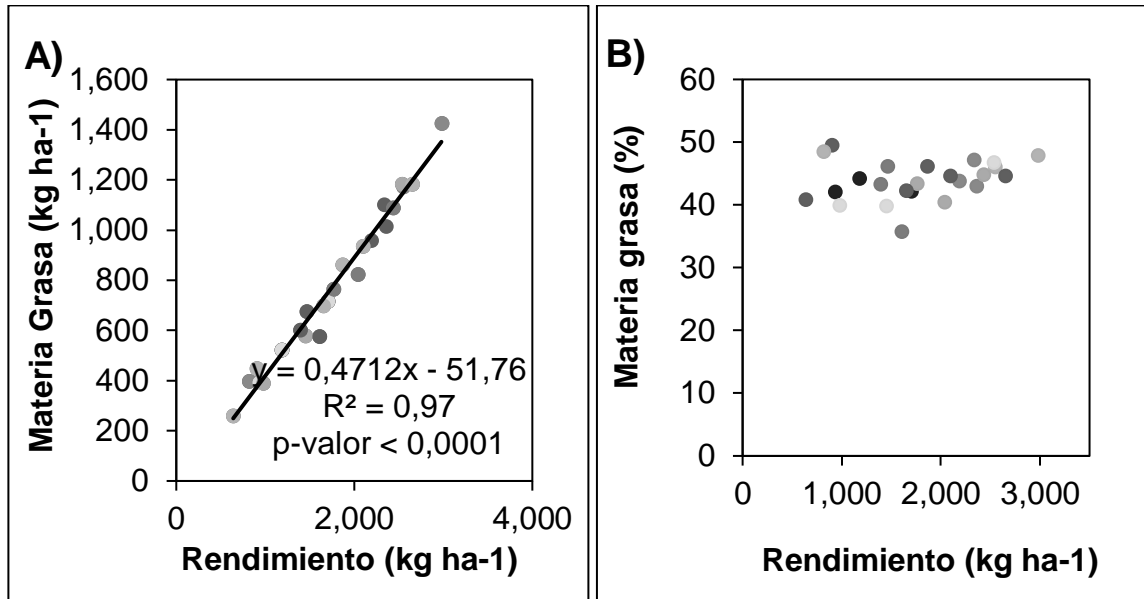 A)
Materia Grasa (kg ha-1)
1,600
1,400
1,200
1,000
800
600
400
200
0
y = 0,4712x - 51,76
R² = 0,97
p-valor < 0,0001
0 2,000 4,000
Rendimiento (kg ha-1)
B)
Materia grasa (%)
60
50
40
30
20
10
0
0 1,000 2,000 3,000
Rendimiento (kg ha-1)